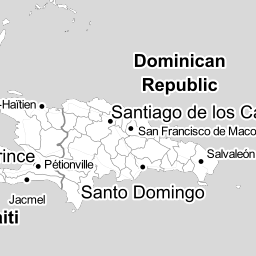 Dominican
Republic
-Haïtien
Santiago de los Ca
San Francisco de Maco
rince
Pétionville
Salvaleón
Santo Domingo
Jacmel
iti